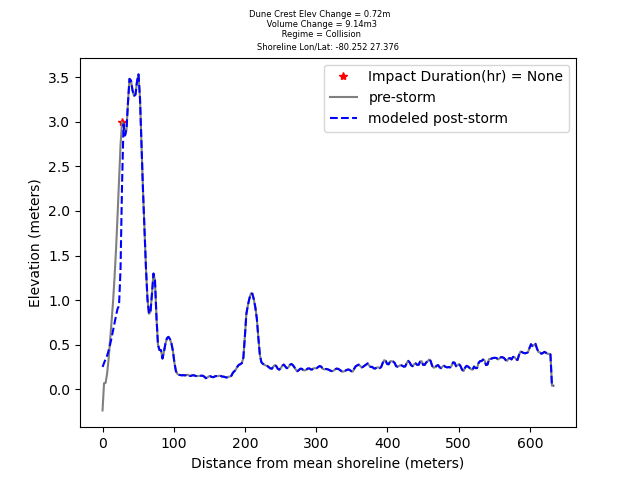 Dune Crest Elev Change = 0.72m
Volume Change = 9.14m3
Regime = Collision
Shoreline Lon/Lat: -80.252 27.376
Impact Duration(hr) = None
pre-storm
modeled post-storm
Elevation (meters)
3.5
3.0
2.5
2.0
1.5
1.0
0.5
0.0
0 100 200 300 400 500 600
Distance from mean shoreline (meters)